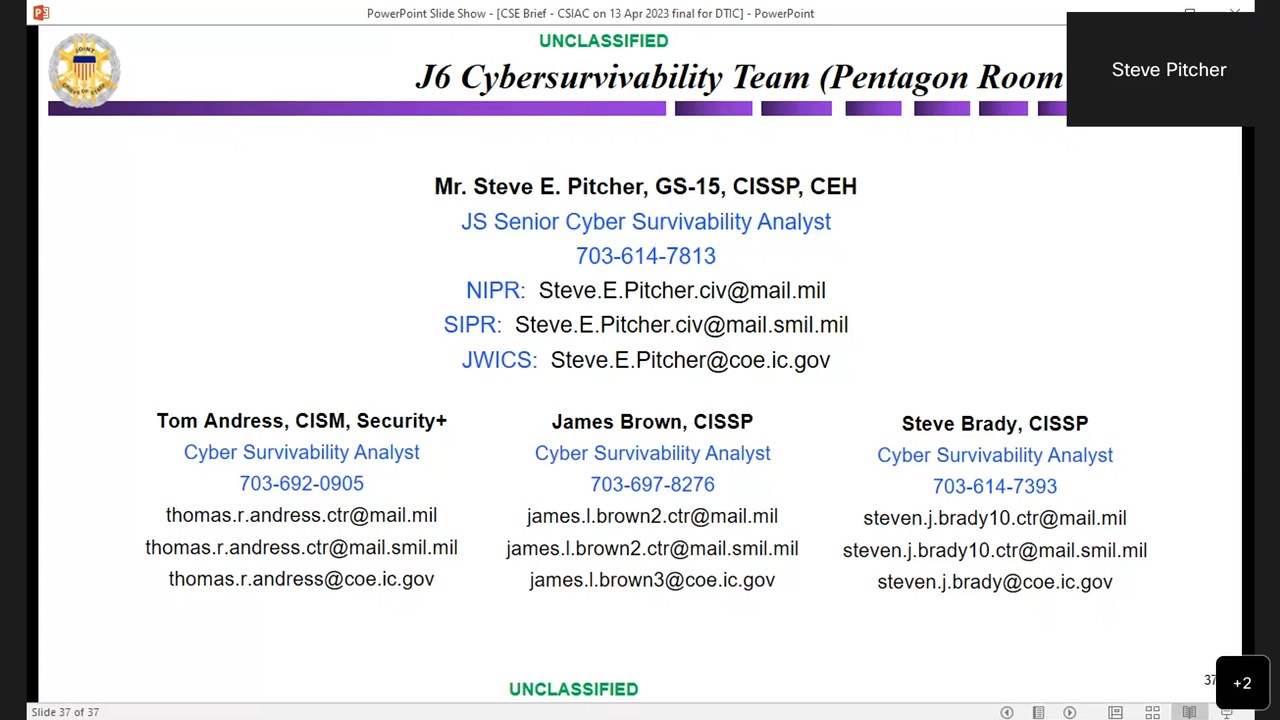 PowerPoint Slide Show - [CSE Brief - CSIAC on 13 Apr 2023 final for DTIC] - PowerPoint
UNCLASSIFIED
J6 Cybersurvivability Team (Pentagon Room
Steve Pitcher
Mr. Steve E. Pitcher, GS-15, CISSP, CEH
JS Senior Cyber Survivability Analyst
703-614-7813
NIPR: Steve.E.Pitcher.civ@mail.mil
SIPR: Steve.E.Pitcher.civ@mail.smil.mil
JWICS: Steve.E.Pitcher@coe.ic.gov
Tom Andress, CISM, Security+
Cyber Survivability Analyst
703-692-0905
thomas.r.andress.ctr@mail.mil
thomas.r.andress.ctr@mail.smil.mil
thomas.r.andress@coe.ic.gov
James Brown, CISSP
Cyber Survivability Analyst
703-697-8276
james.l.brown2.ctr@mail.mil
james.l.brown2.ctr@mail.smil.mil
james.l.brown3@coe.ic.gov
Steve Brady, CISSP
Cyber Survivability Analyst
703-614-7393
steven.j.brady10.ctr@mail.mil
steven.j.brady10.ctr@mail.smil.mil
steven.j.brady@coe.ic.gov
UNCLASSIFIED
37
+2
Slide 37 of 37